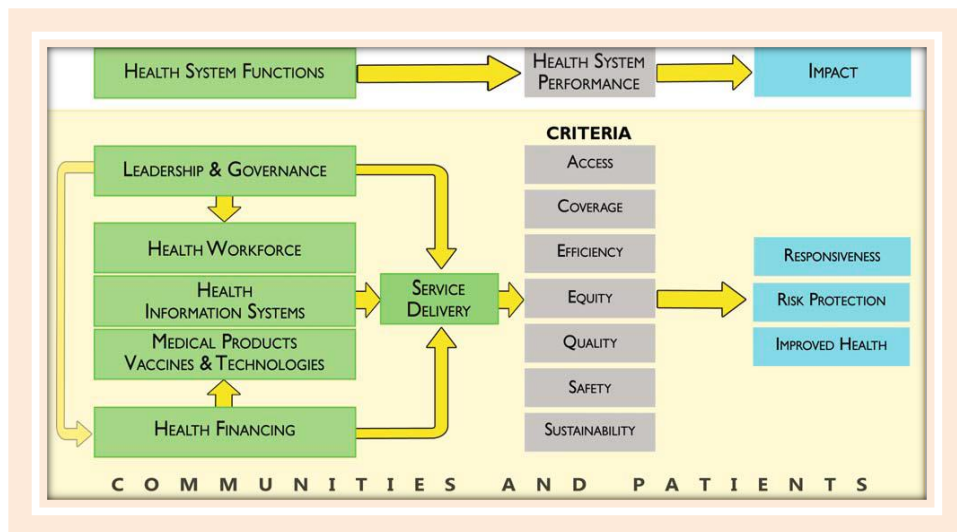 HEALTH SYSTEM FUNCTIONS
HEALTH SYSTEM
PERFORMANCE
IMPACT
CRITERIA
LEADERSHIP & GOVERNANCE
HEALTH WORKFORCE
HEALTH
INFORMATION SYSTEMS
MEDICAL PRODUCTS
VACCINES & TECHNOLOGIES
HEALTH FINANCING
SERVICE
DELIVERY
ACCESS
COVERAGE
EFFICIENCY
EQUITY
QUALITY
SAFETY
SUSTAINABILITY
RESPONSIVENESS
RISK PROTECTION
IMPROVED HEALTH
COMMUNITIES AND PATIENTS